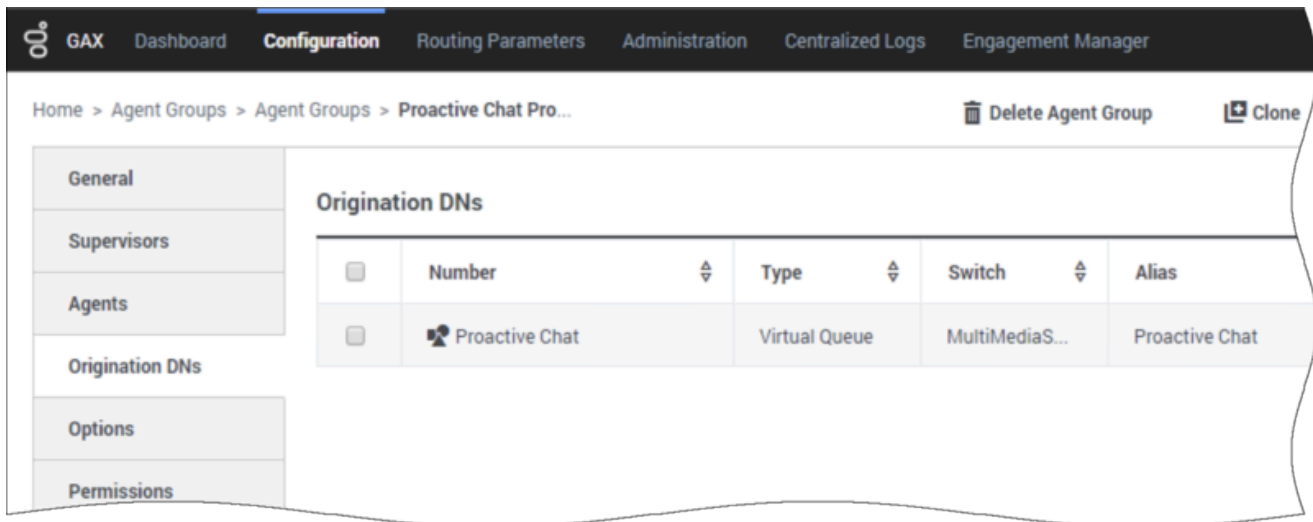 GAX Dashboard Configuration Routing Parameters Administration Centralized Logs Engagement Manager
Home > Agent Groups > Agent Groups > Proactive Chat Pro... Delete Agent Group Clone
General
Supervisors
Agents
Origination DNs
Options
Permissions
Origination DNs
Number Type Switch Alias
Proactive Chat Virtual Queue MultiMediaS... Proactive Chat